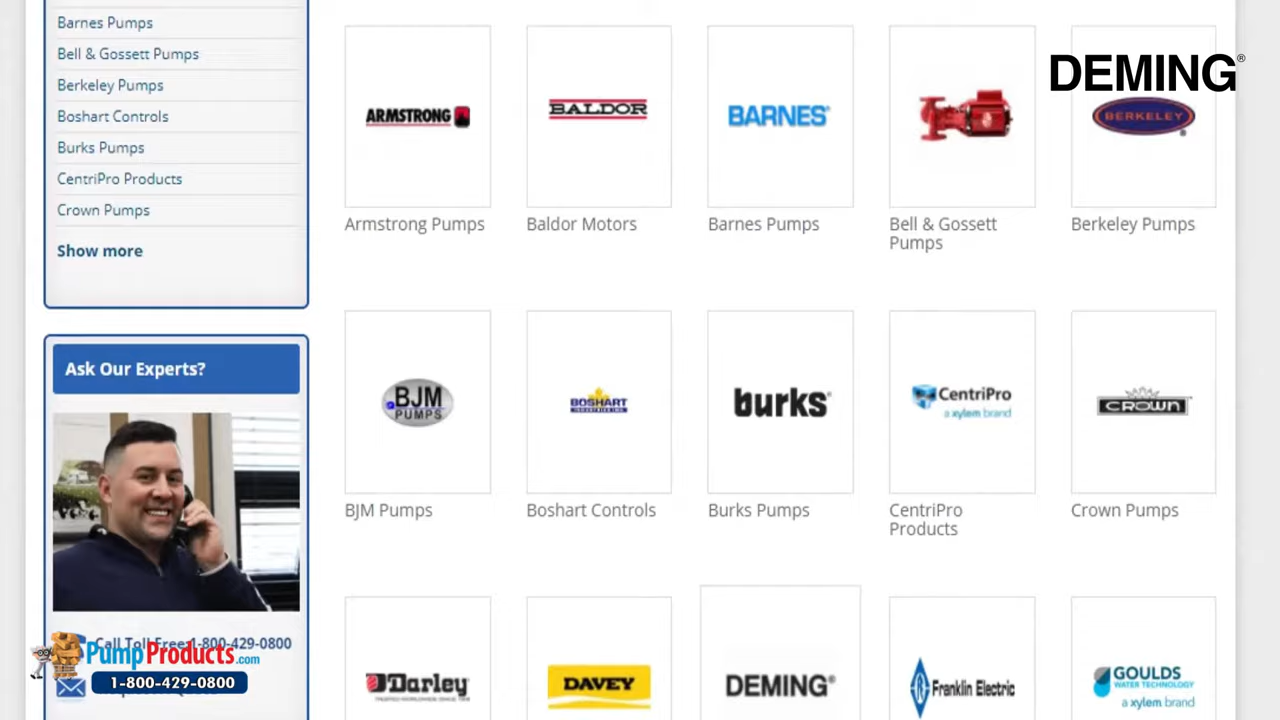 Barnes Pumps
Bell & Gossett Pumps
Berkeley Pumps
Boshart Controls
Burks Pumps
CentriPro Products
Crown Pumps
Show more
Ask Our Experts?
Call Toll Free 1-800-429-0800
PumpProducts.com
1-800-429-0800
DEMING®
ARMSTRONG
BALDOR
BARNES®
BERKELEY®
Armstrong Pumps
Baldor Motors
Barnes Pumps
Bell & Gossett
Pumps
Berkeley Pumps
BJM
PUMPS
BOSHART
INDUSTRIES INC.
burks®
CentriPro
a xylem brand
CROWN
BJM Pumps
Boshart Controls
Burks Pumps
CentriPro
Products
Crown Pumps
Darley
DAVEY
DEMING®
Franklin Electric
GOULDS
WATER TECHNOLOGY
a xylem brand